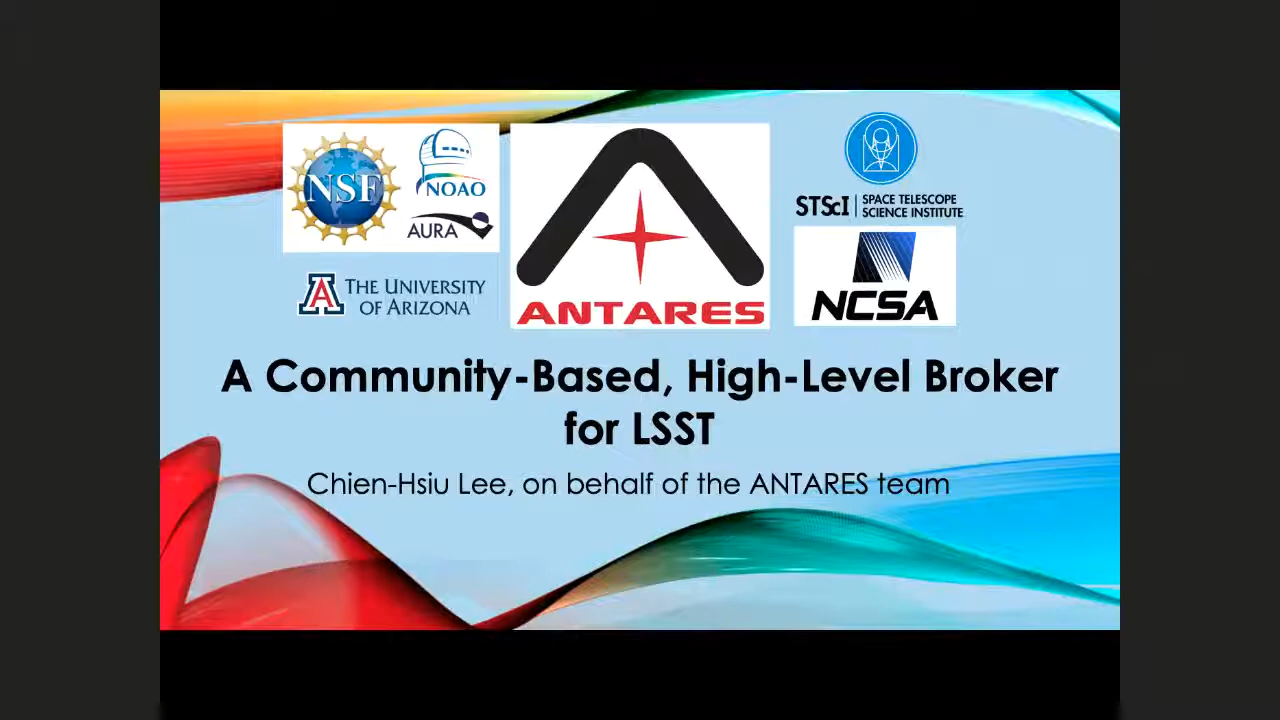 NSF
NOAO
AURA
THE UNIVERSITY
OF ARIZONA
ANTARES
STScI | SPACE TELESCOPE
SCIENCE INSTITUTE
NCSA
A Community-Based, High-Level Broker
for LSST
Chien-Hsiu Lee, on behalf of the ANTARES team